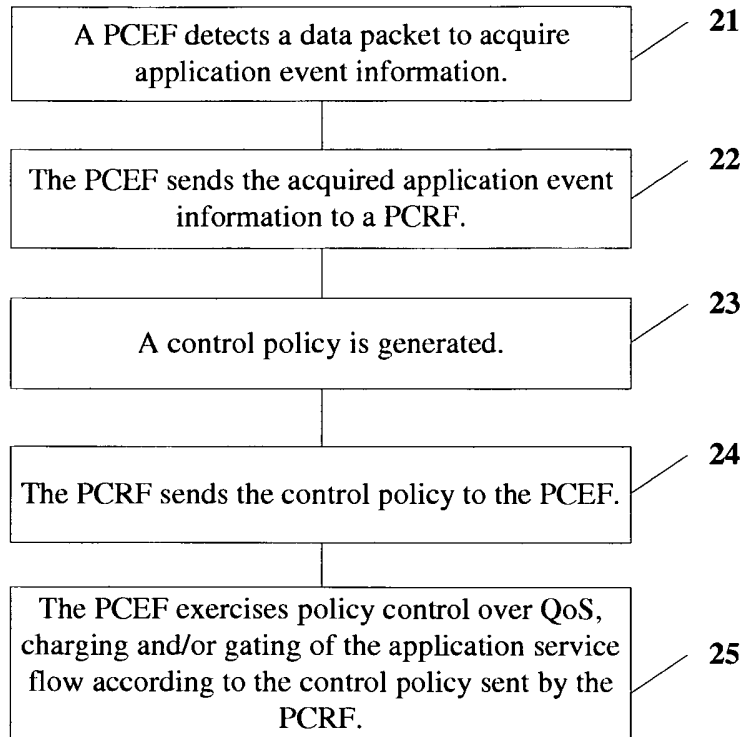 A PCEF detects a data packet to acquire
application event information.
21
The PCEF sends the acquired application event
information to a PCRF.
22
A control policy is generated.
23
The PCRF sends the control policy to the PCEF.
24
The PCEF exercises policy control over QoS,
charging and/or gating of the application service
flow according to the control policy sent by the
PCRF.
25